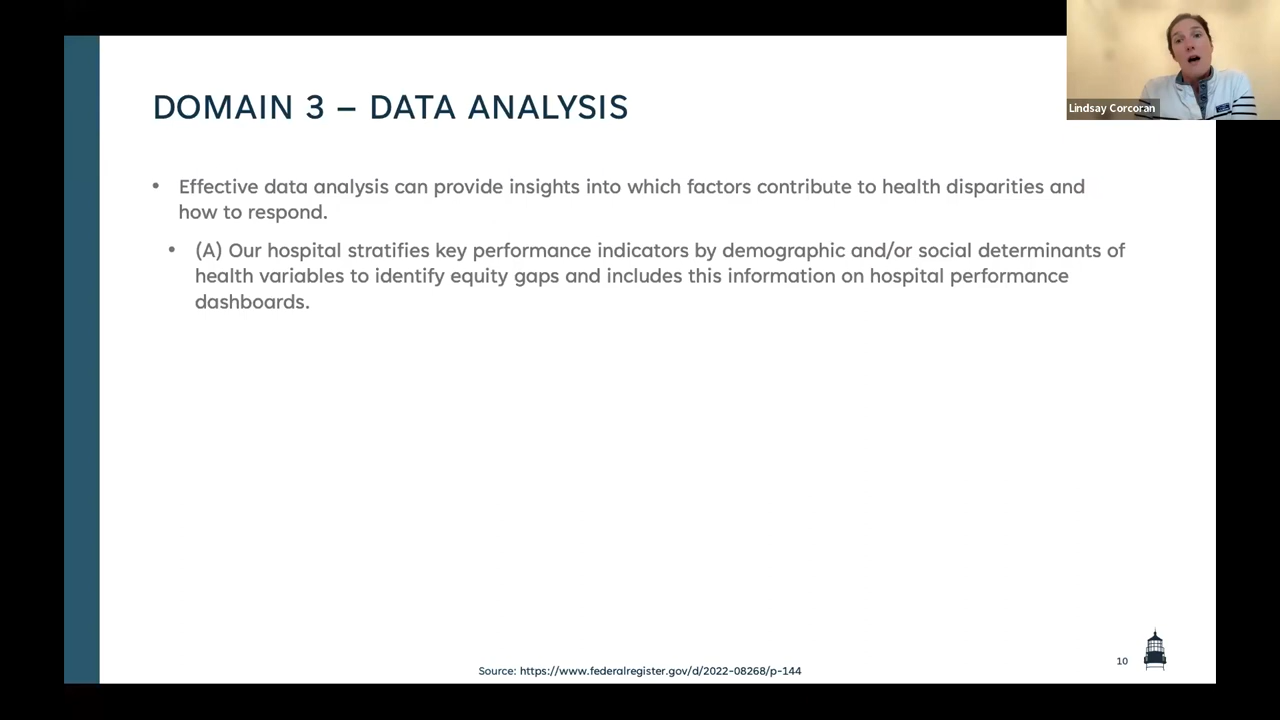 DOMAIN 3 – DATA ANALYSIS
Lindsay Corcoran
• Effective data analysis can provide insights into which factors contribute to health disparities and
how to respond.
• (A) Our hospital stratifies key performance indicators by demographic and/or social determinants of
health variables to identify equity gaps and includes this information on hospital performance
dashboards.
10
Source: https://www.federalregister.gov/d/2022-08268/p-144